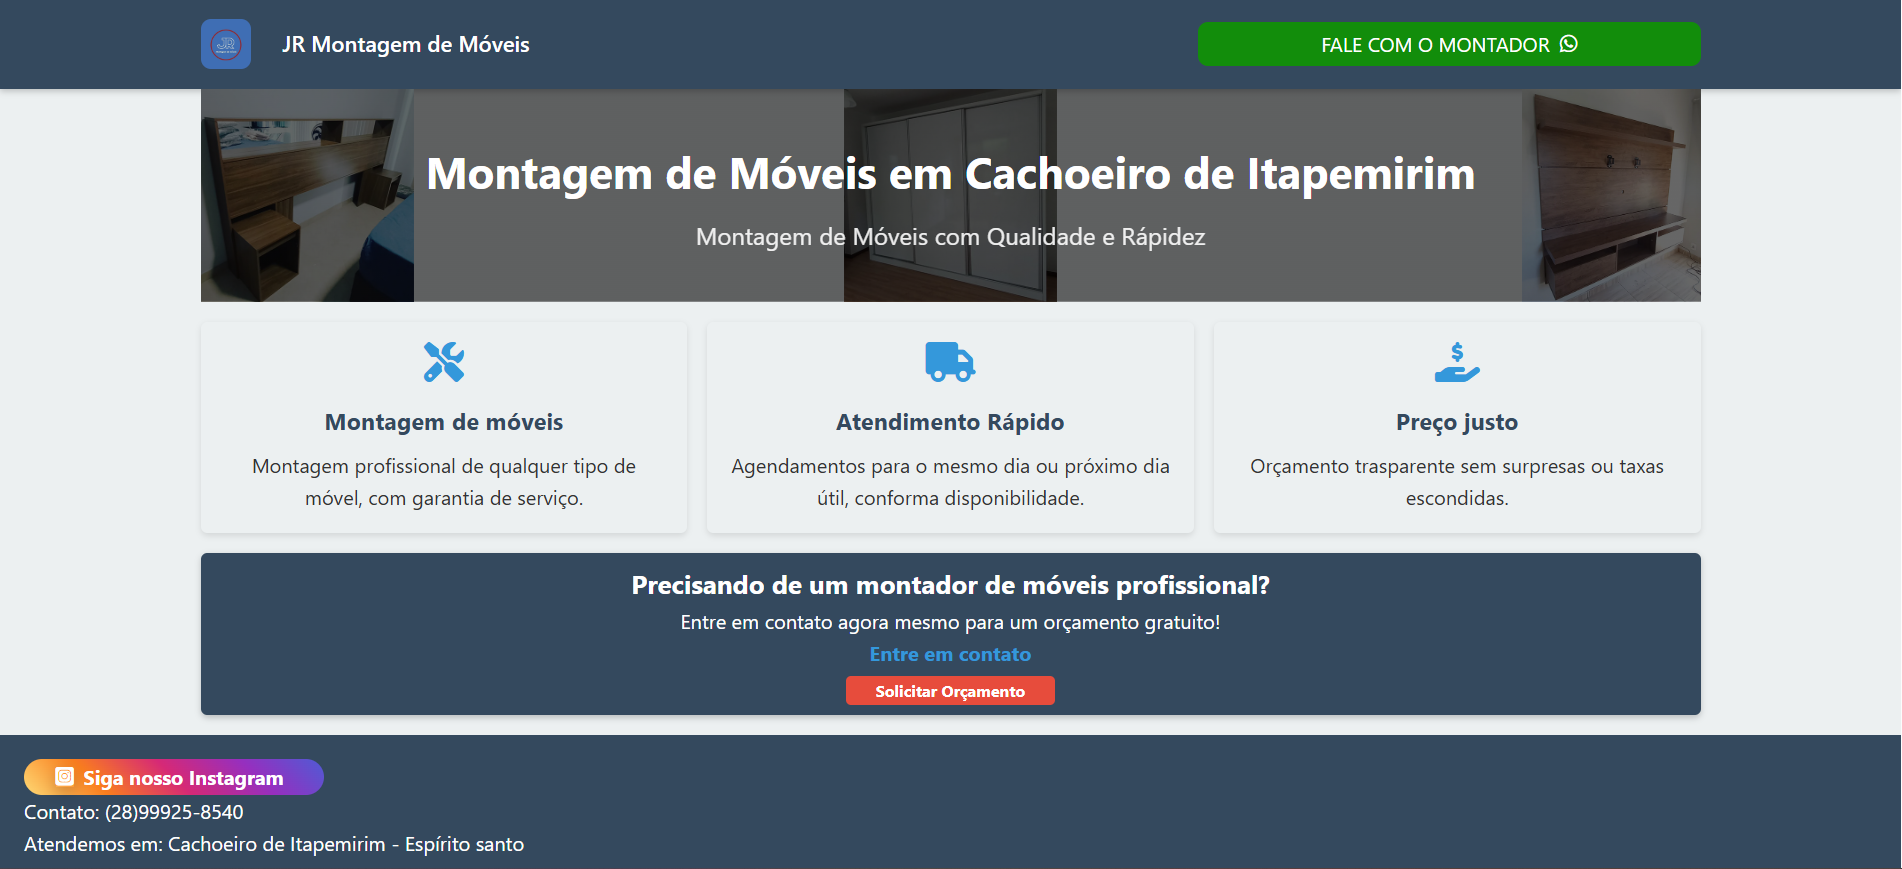 JR
JR Montagem de Móveis
FALE COM O MONTADOR
Montagem de Móveis em Cachoeiro de Itapemirim
Montagem de Móveis com Qualidade e Rápidez
Montagem de móveis
Montagem profissional de qualquer tipo de
móvel, com garantia de serviço.
Atendimento Rápido
Agendamentos para o mesmo dia ou próximo dia
útil, conforma disponibilidade.
Preço justo
Orçamento trasparente sem surpresas ou taxas
escondidas.
Precisando de um montador de móveis profissional?
Entre em contato agora mesmo para um orçamento gratuito!
Entre em contato
Solicitar Orçamento
Siga nosso Instagram
Contato: (28)99925-8540
Atendemos em: Cachoeiro de Itapemirim - Espírito santo